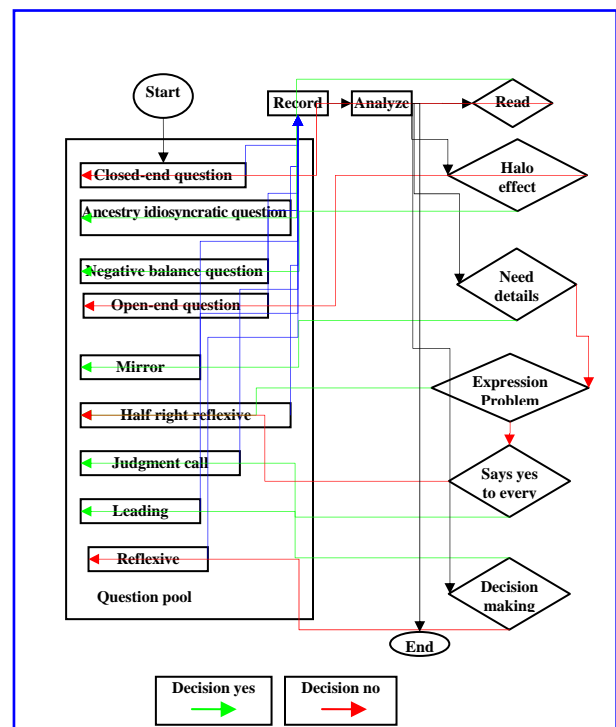 Start
Record
Analyze
Read
Closed-end question
Halo
effect
Ancestry idiosyncratic question
Negative balance question
Need
details
Open-end question
Mirror
Expression
Problem
Half right reflexive
Judgment call
Says yes
to every
Leading
Reflexive
Decision
making
Question pool
End
Decision yes
Decision no